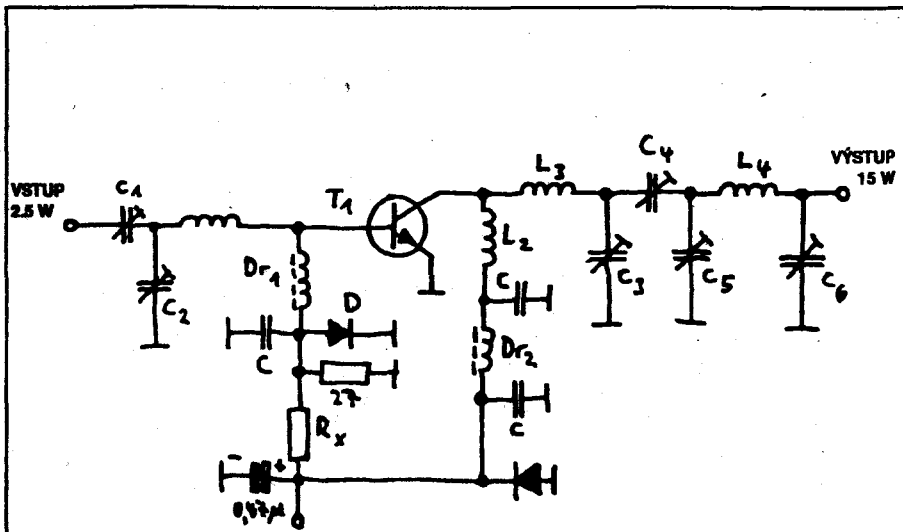 VSTUP
2.5 W
C1
C2
T1
Dr1
D
C
27
Rx
-
+
0,47µ
L2
C
Dr2
C
L3
C3
C4
C5
L4
C6
VÝSTUP
15 W